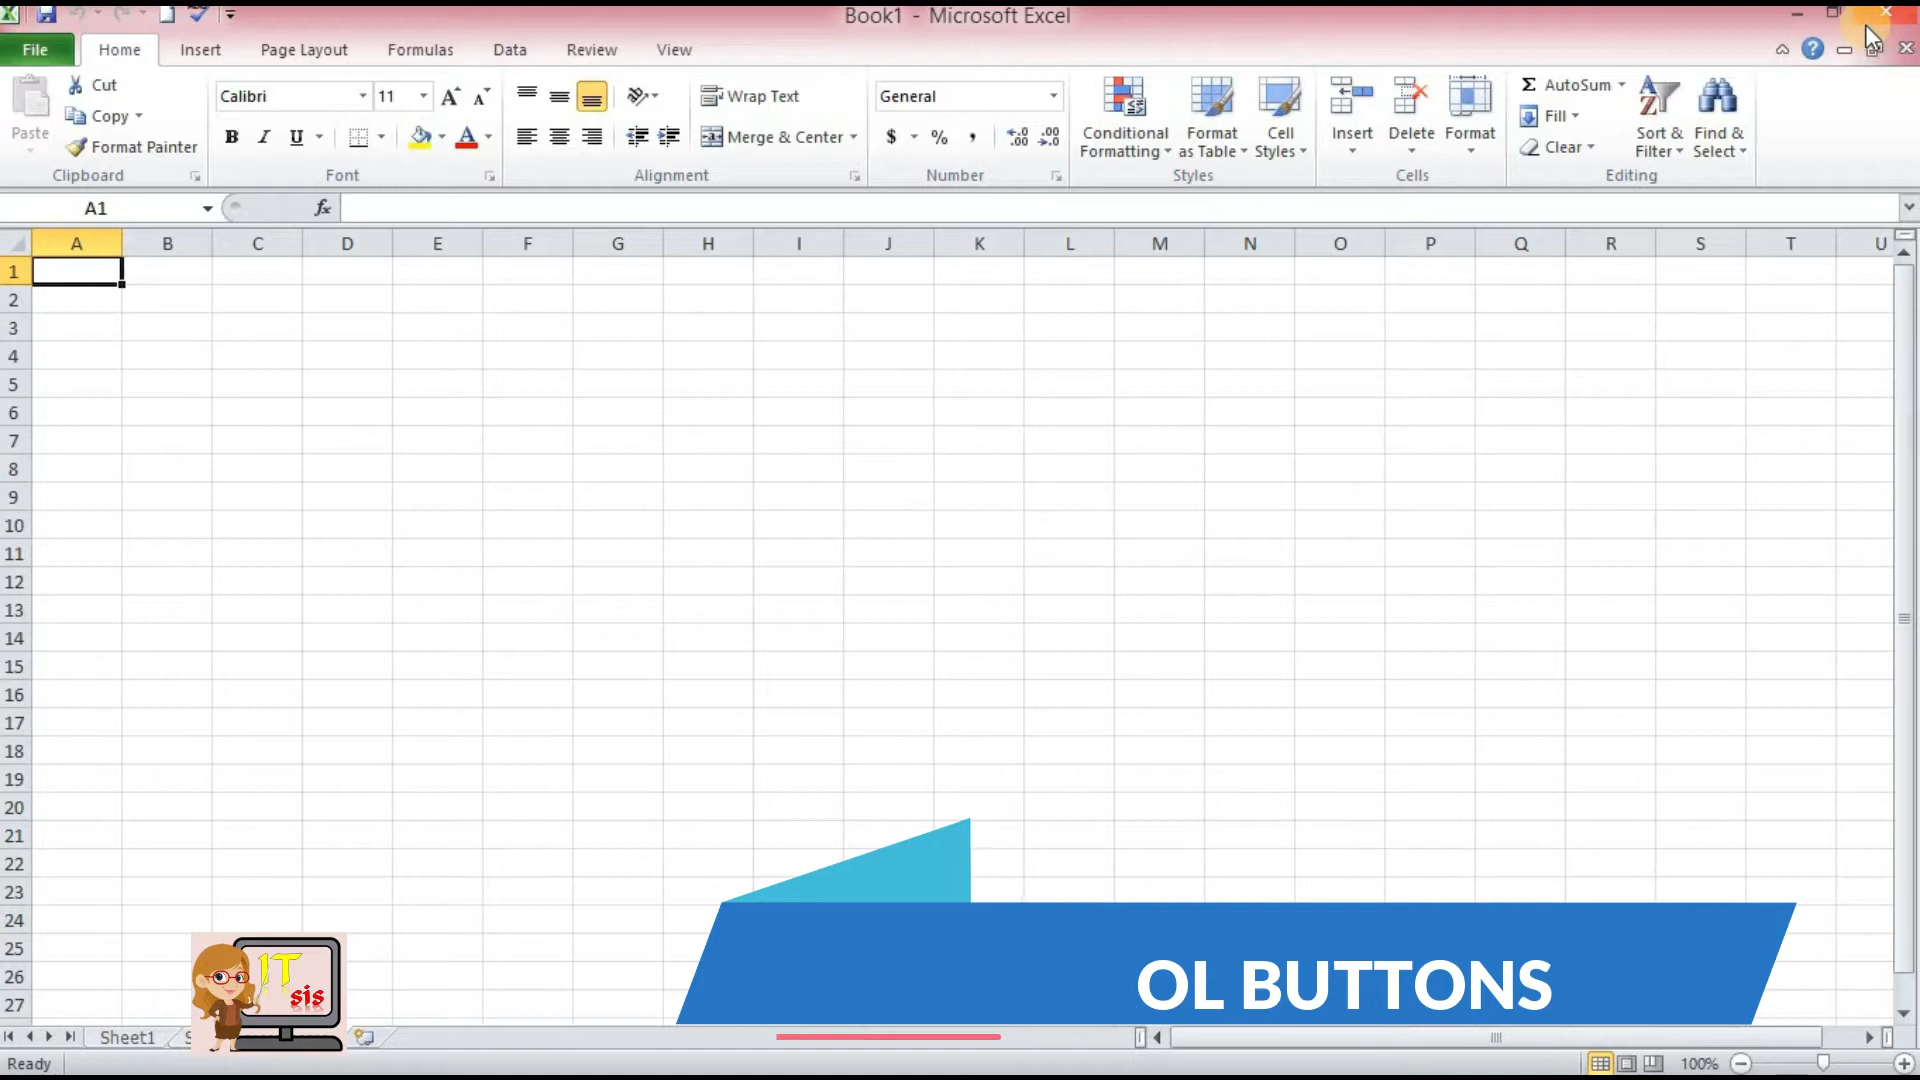 Book1 - Microsoft Excel
File Home Insert Page Layout Formulas Data Review View
Paste
Cut
Copy
Format Painter
Clipboard
Calibri 11
B I U
Font
Wrap Text
Merge & Center
Alignment
General
$ % ,
.0 .00
.00 .0
Number
Conditional Formatting
Format as Table
Cell Styles
Styles
Insert Delete Format
Cells
Σ AutoSum
Fill
Clear
Sort & Filter
Find & Select
Editing
A1 fx
A B C D E F G H I J K L M N O P Q R S T U
1
2
3
4
5
6
7
8
9
10
11
12
13
14
15
16
17
18
19
20
21
22
23
24
25
26
27
IT
sis
OL BUTTONS
Sheet1 S
Ready 100%